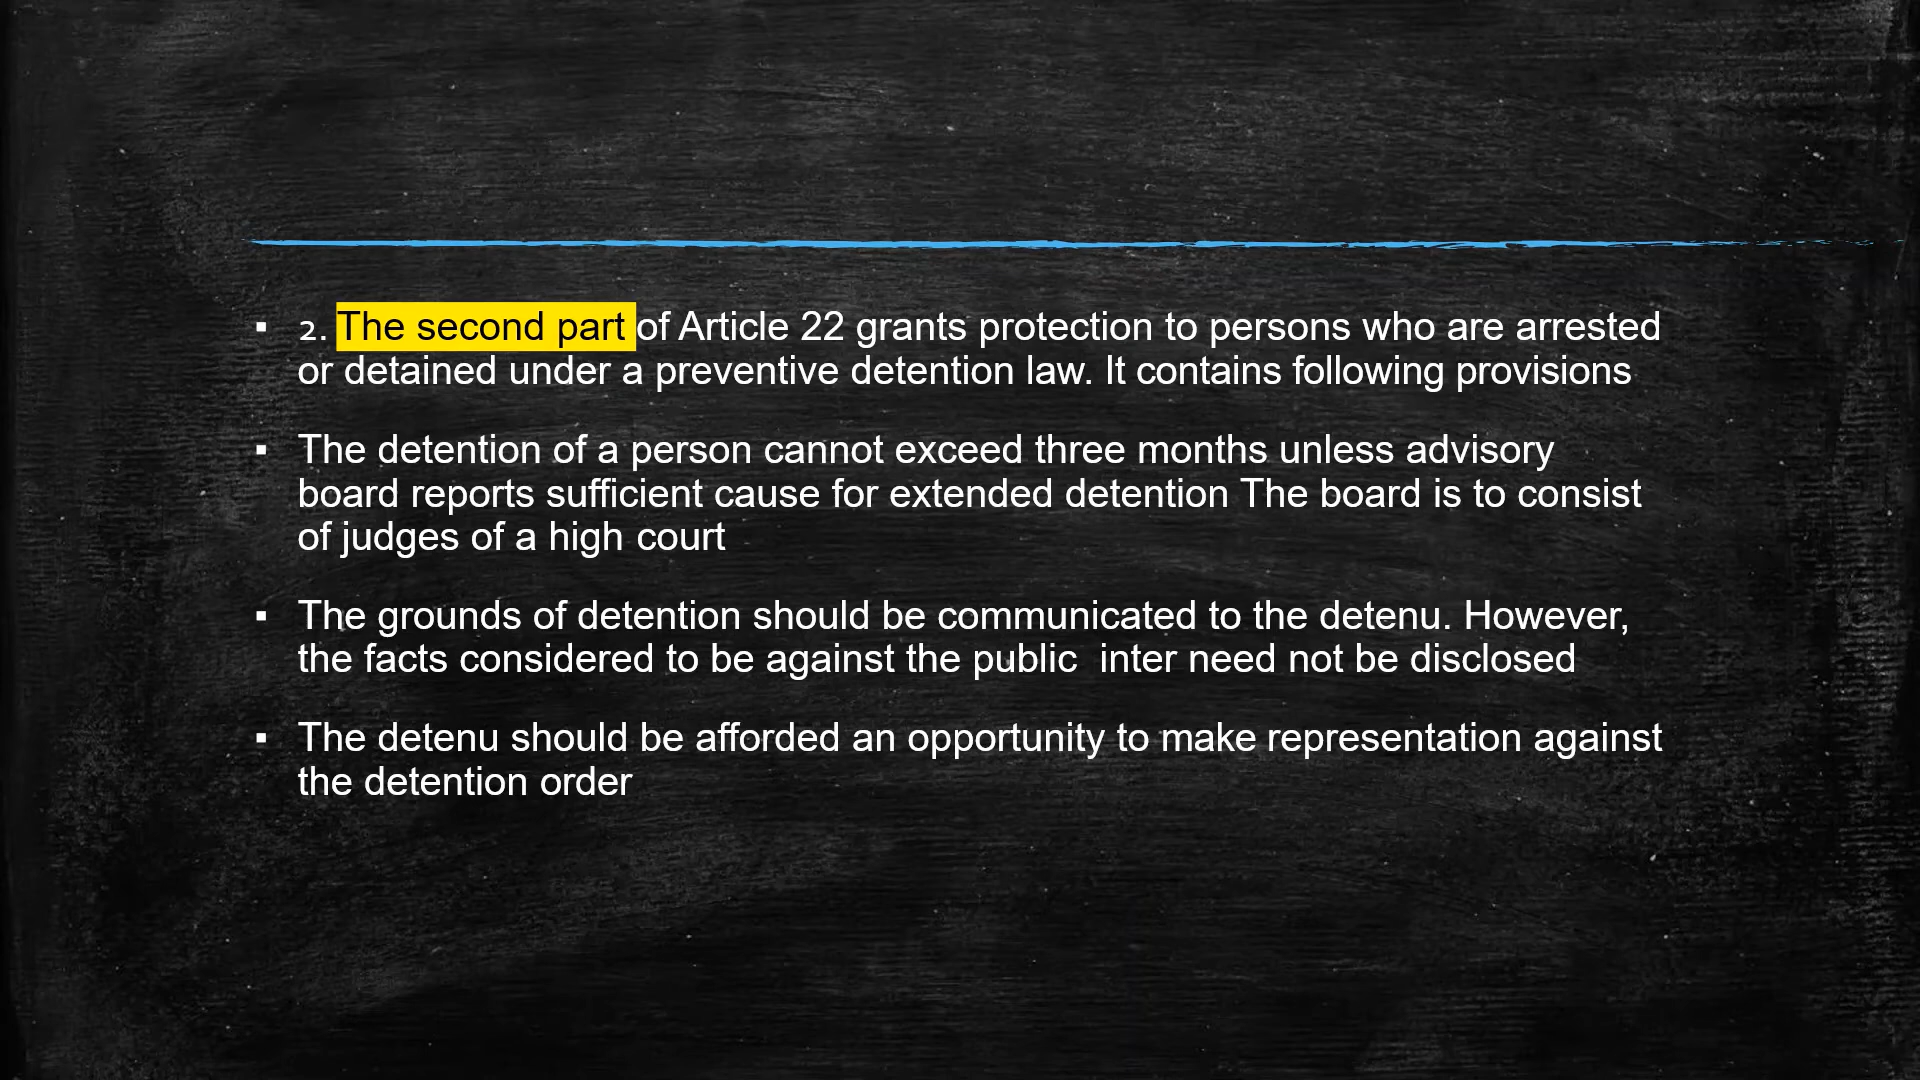 ▪ 2. The second part of Article 22 grants protection to persons who are arrested
or detained under a preventive detention law. It contains following provisions
▪ The detention of a person cannot exceed three months unless advisory
board reports sufficient cause for extended detention The board is to consist
of judges of a high court
▪ The grounds of detention should be communicated to the detenu. However,
the facts considered to be against the public  inter need not be disclosed
▪ The detenu should be afforded an opportunity to make representation against
the detention order